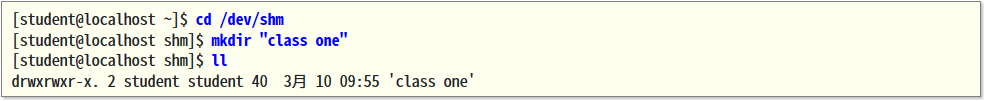 [student@localhost ~]$ cd /dev/shm
[student@localhost shm]$ mkdir "class one"
[student@localhost shm]$ ll
drwxrwxr-x. 2 student student 40  3月 10 09:55 'class one'